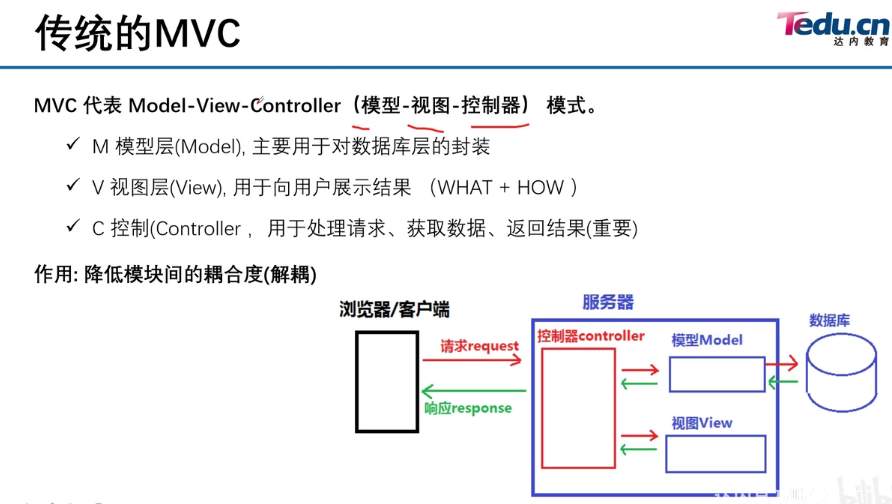 传统的MVC
Tedu.cn
达内教育
MVC 代表 Model-View-Controller（模型-视图-控制器） 模式。
✓ M 模型层(Model), 主要用于对数据库层的封装
✓ V 视图层(View), 用于向用户展示结果 （WHAT + HOW ）
✓ C 控制(Controller ， 用于处理请求、获取数据、返回结果(重要)
作用: 降低模块间的耦合度(解耦)
浏览器/客户端
服务器
数据库
请求request
控制器controller
模型Model
响应response
视图View
bilibili